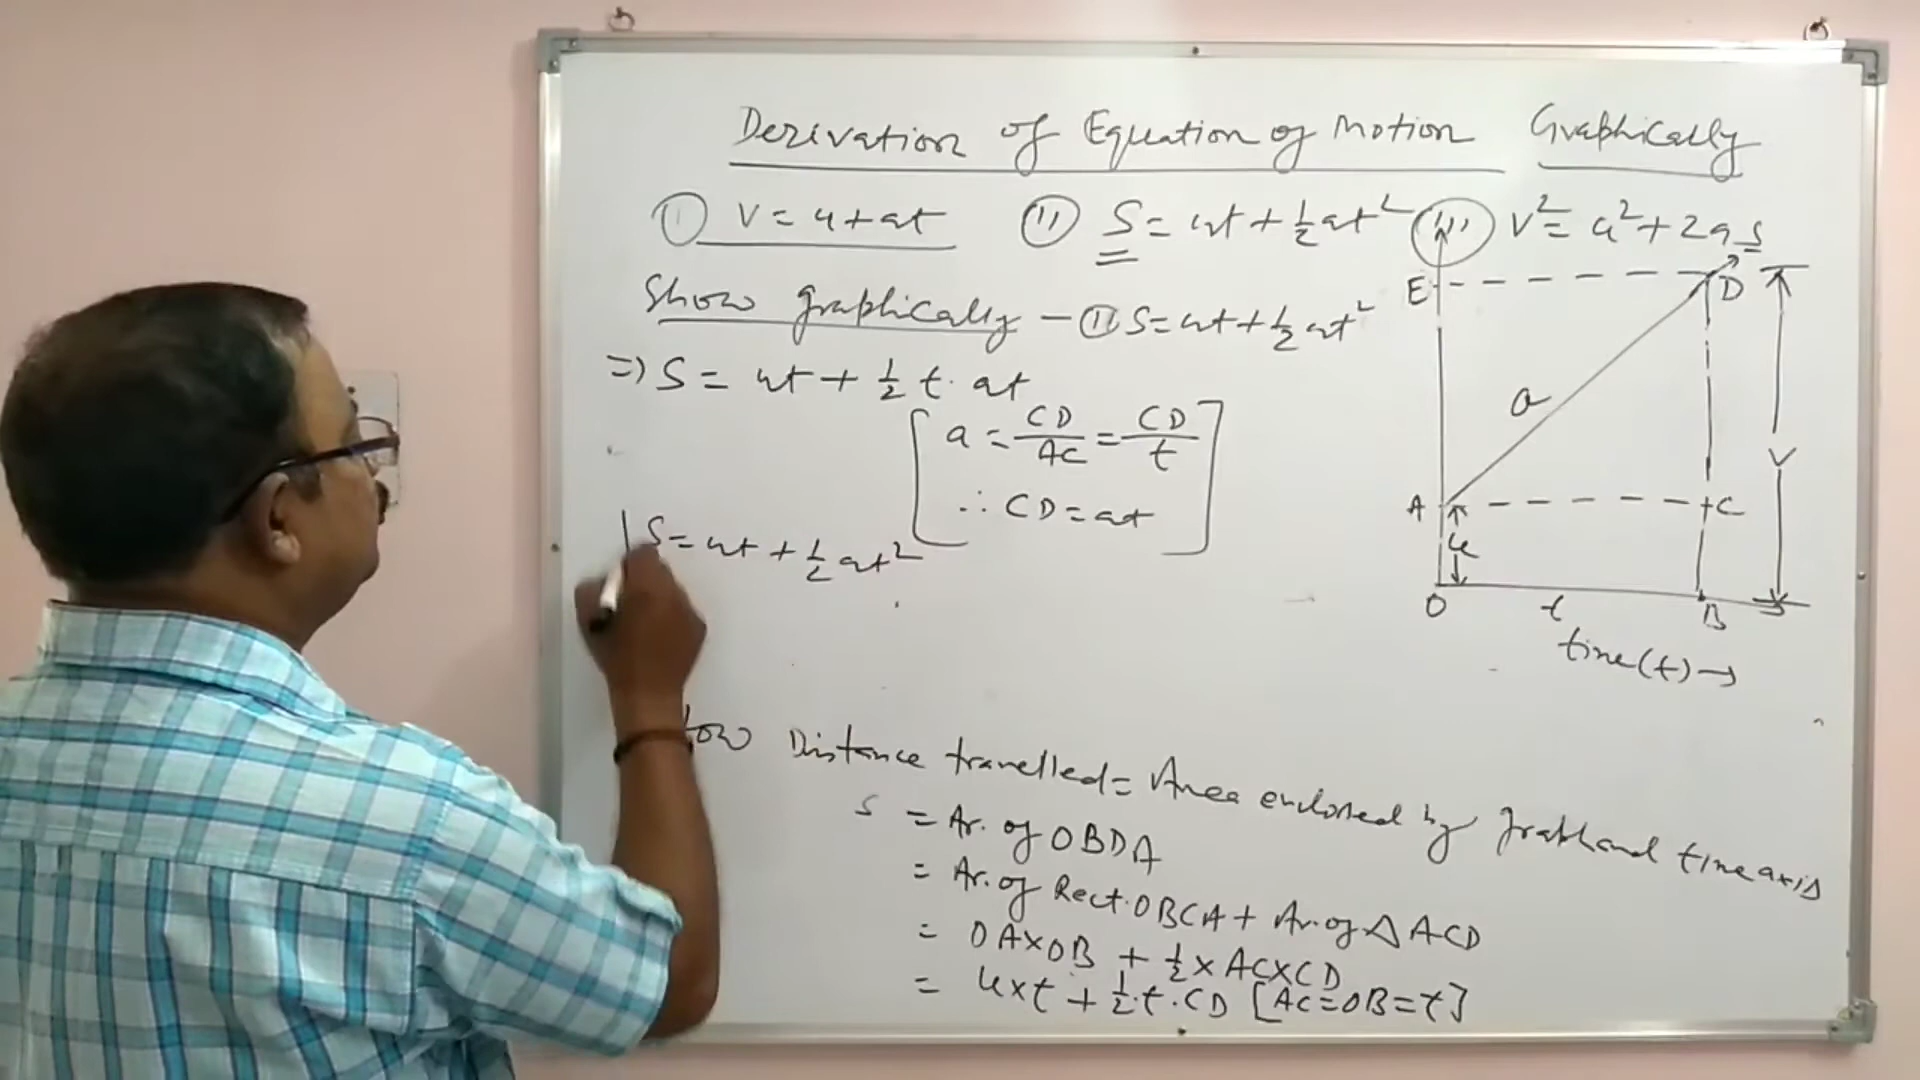 Derivation of Equation of Motion Graphically
(i) v = u + at (ii) S = ut + 1/2 at² (iii) v² = u² + 2as
Show graphically - (ii) S = ut + 1/2 at²
=> S = ut + 1/2 t. at
[a = CD/AC = CD/t
∴ CD = at]
S = ut + 1/2 at²
E D
a
v
A C
u
O t B
time(t) →
Distance travelled = Area enclosed by graph and time axis
S = Ar. of OBDA
= Ar. of Rect. OBCA + Ar. of △ ACD
= OA×OB + 1/2 × AC×CD
= u×t + 1/2.t.CD [AC=OB=t]